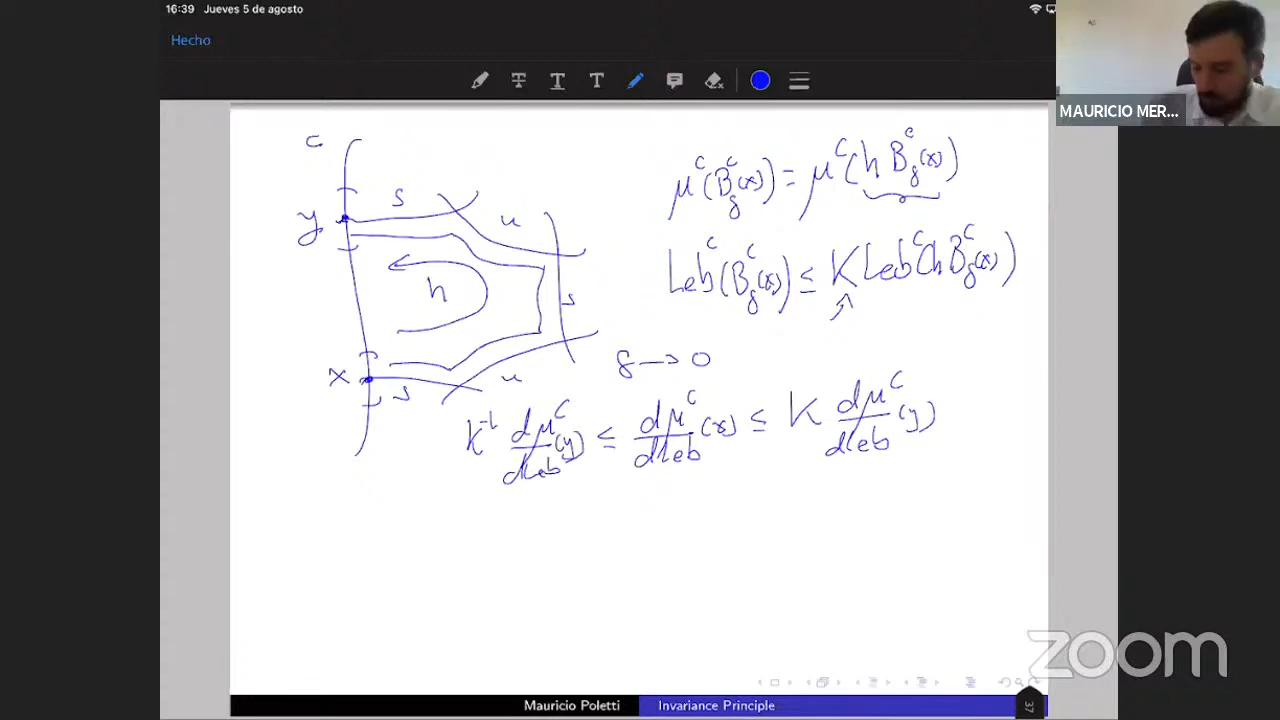 16:39 Jueves 5 de agosto
Hecho
T T T
MAURICIO MER...
c
s
y
u
h
s
x
s
u
μ^c(B^c_δ(x)) = μ^c(h B^c_δ(x))
Leb^c(B^c_δ(x)) ≤ K Leb^c(h B^c_δ(x))
δ → 0
K^-1 dμ^c/dLeb (y) ≤ dμ^c/dLeb (x) ≤ K dμ^c/dLeb (y)
zoom
Mauricio Poletti Invariance Principle
37